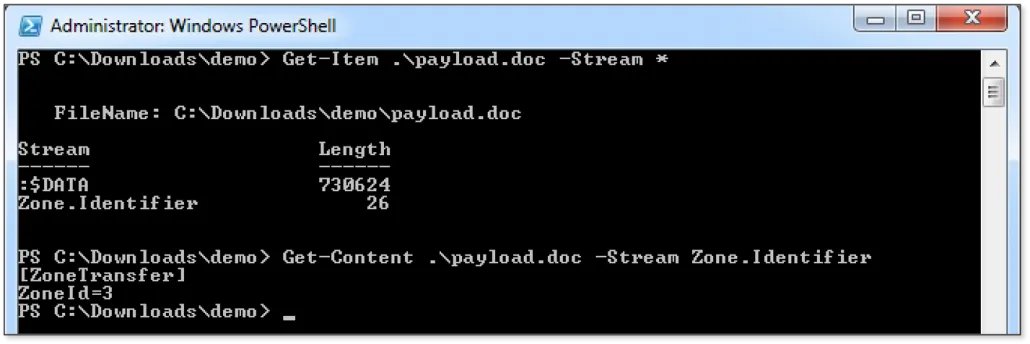 Administrator: Windows PowerShell
PS C:\Downloads\demo> Get-Item .\payload.doc -Stream *
FileName: C:\Downloads\demo\payload.doc
Stream Length
------ ------
:$DATA 730624
Zone.Identifier 26
PS C:\Downloads\demo> Get-Content .\payload.doc -Stream Zone.Identifier
[ZoneTransfer]
ZoneId=3
PS C:\Downloads\demo> _